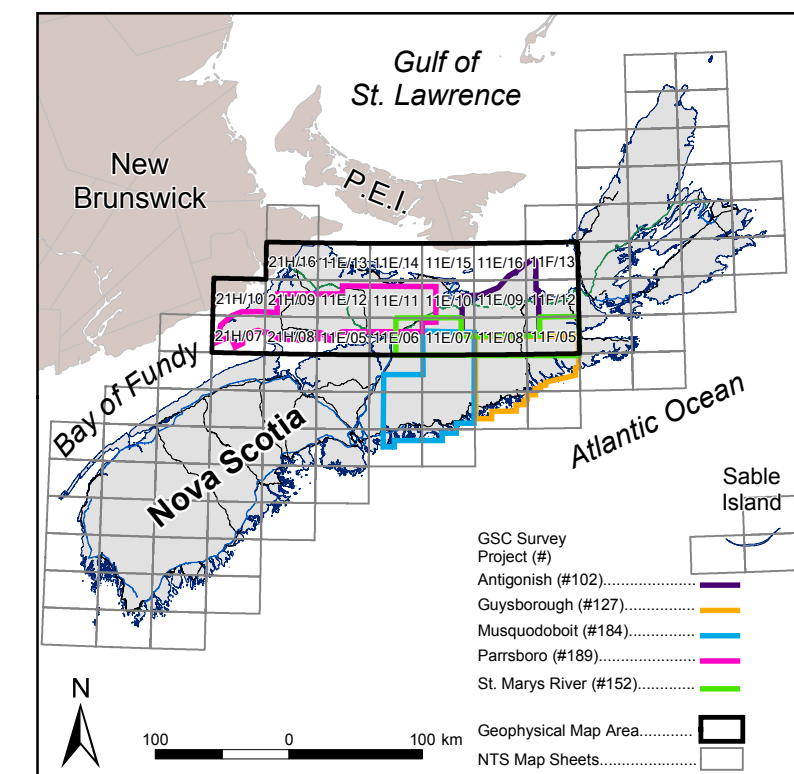 Gulf of
St. Lawrence
New
Brunswick
P.E.I.
21H/16 11E/13 11E/14 11E/15 11E/16 11F/13
21H/10 21H/09 11E/12 11E/11 11E/10 11E/09 11F/12
21H/07 21H/08 11E/05 11E/06 11E/07 11E/08 11F/05
Bay of Fundy
Nova Scotia
Atlantic Ocean
Sable
Island
GSC Survey
Project (#)
Antigonish (#102)
Guysborough (#127)
Musquodoboit (#184)
Parrsboro (#189)
St. Marys River (#152)
Geophysical Map Area
NTS Map Sheets
N
100 0 100 km